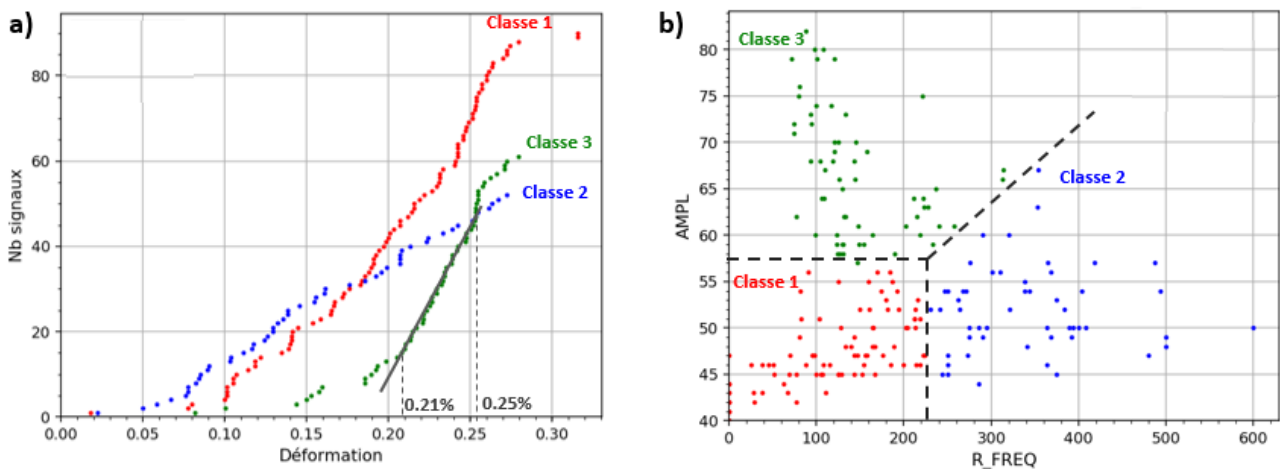 a)
Classe 1
Classe 3
Classe 2
0.21%
0.25%
80
60
40
20
0
Nb signaux
0.00 0.05 0.10 0.15 0.20 0.25 0.30
Déformation
b)
Classe 3
Classe 2
Classe 1
80
75
70
65
60
55
50
45
40
AMPL
0 100 200 300 400 500 600
R_FREQ